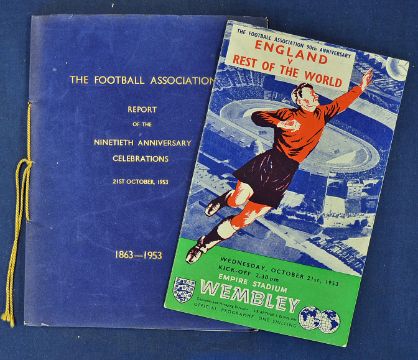 THE FOOTBALL ASSOCIATION
REPORT
OF THE
NINETIETH ANNIVERSARY
CELEBRATIONS
21ST OCTOBER, 1953
1863—1953
THE FOOTBALL ASSOCIATION 90th ANNIVERSARY
ENGLAND
V
REST OF THE WORLD
WEDNESDAY, OCTOBER 21st, 1953
KICK-OFF 2.30 pm
EMPIRE STADIUM
WEMBLEY
OFFICIAL PROGRAMME · ONE SHILLING